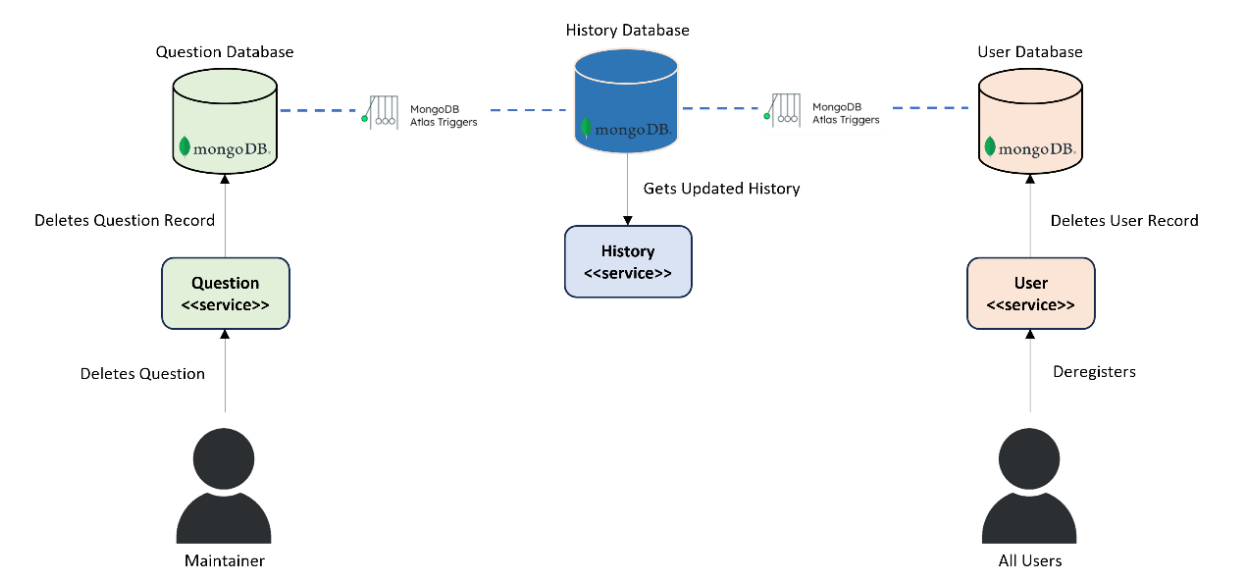 History Database
Question Database
User Database
MongoDB
Atlas Triggers
MongoDB
Atlas Triggers
mongoDB.
mongoDB.
mongoDB.
Gets Updated History
Deletes Question Record
Deletes User Record
History
<<service>>
Question
<<service>>
User
<<service>>
Deletes Question
Deregisters
Maintainer
All Users